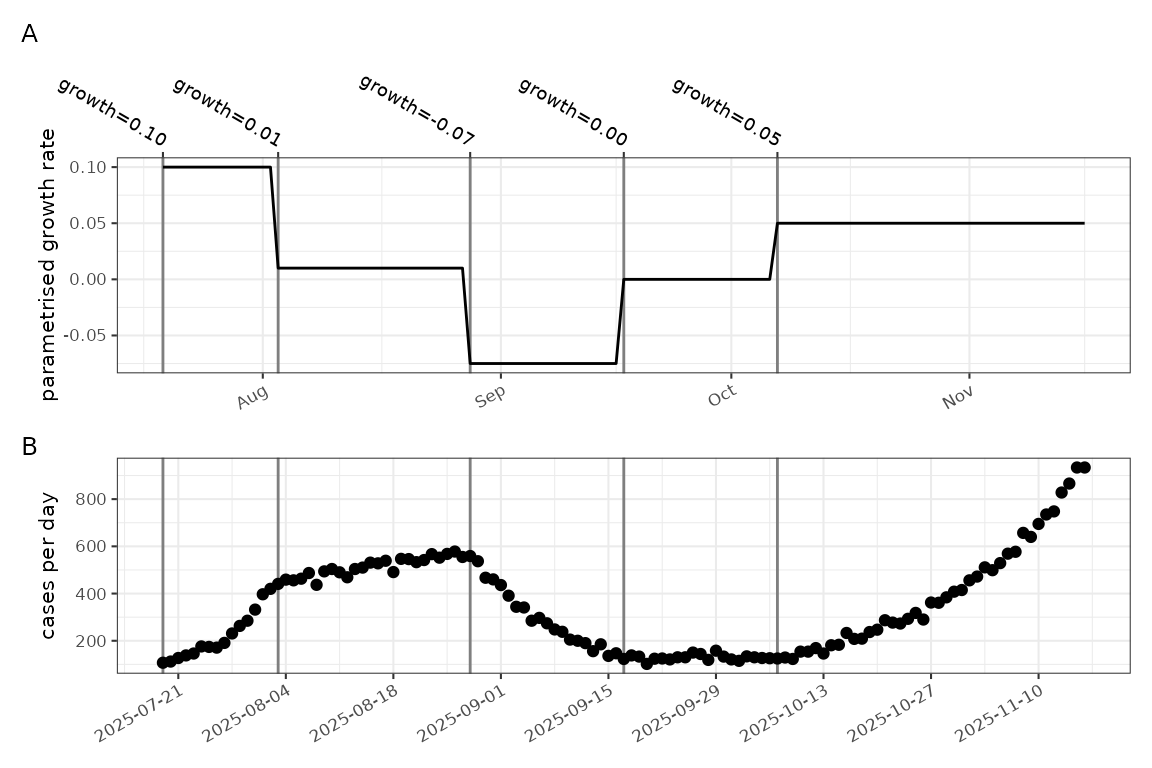 A
growth=0.10
growth=0.01
growth=-0.07
growth=0.00
growth=0.05
parametrised growth rate
0.10
0.05
0.00
-0.05
Aug
Sep
Oct
Nov
B
cases per day
800
600
400
200
2025-07-21
2025-08-04
2025-08-18
2025-09-01
2025-09-15
2025-09-29
2025-10-13
2025-10-27
2025-11-10